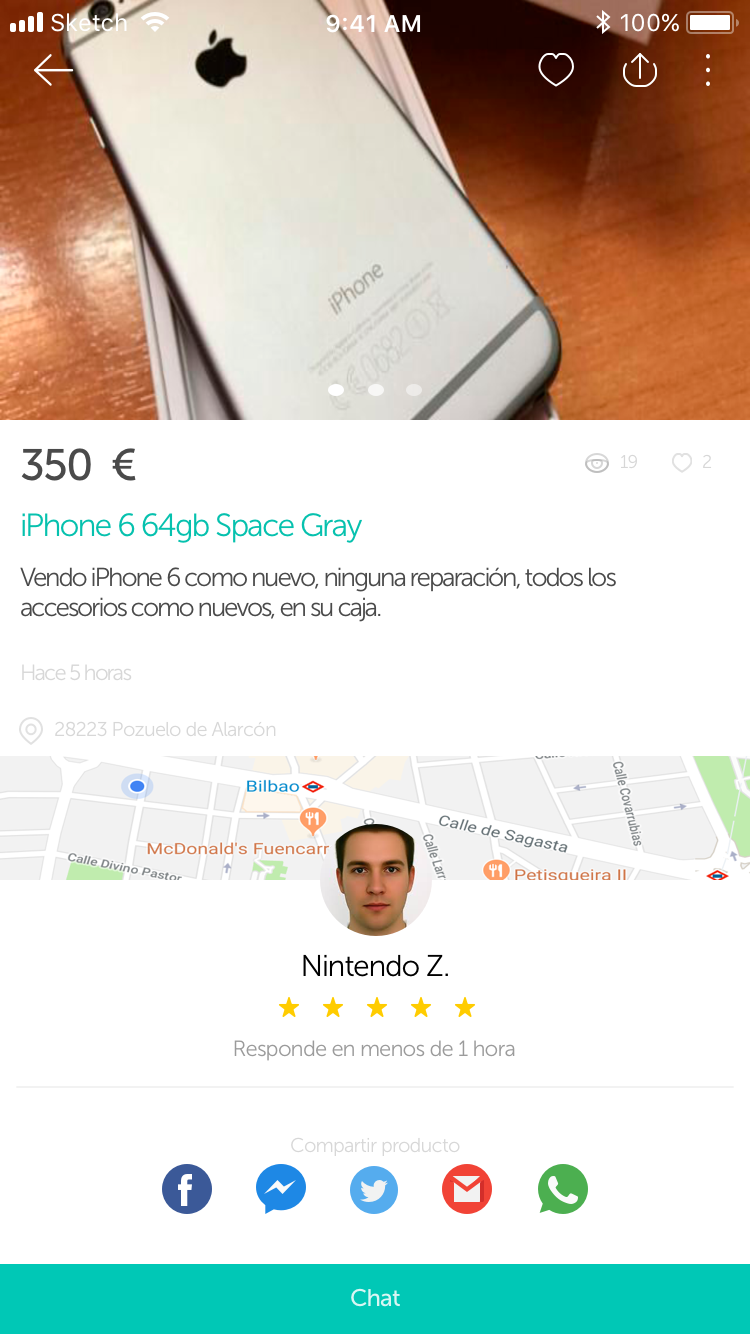 Sketch 9:41 AM 100%
iPhone
350 €
19 2
iPhone 6 64gb Space Gray
Vendo iPhone 6 como nuevo, ninguna reparación, todos los
accesorios como nuevos, en su caja.
Hace 5 horas
28223 Pozuelo de Alarcón
Bilbao
Calle Covarrubias
McDonald's Fuencarr
Calle de Sagasta
Calle Divino Pastor
Calle Larr
Petisqueira II
Nintendo Z.
Responde en menos de 1 hora
Compartir producto
Chat